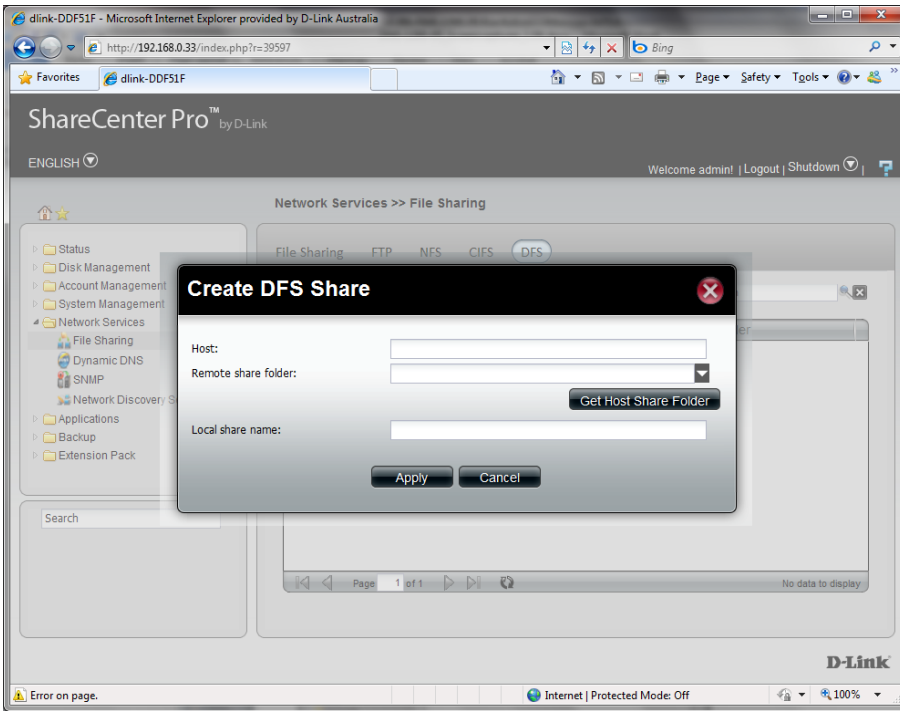 dlink-DDF51F - Microsoft Internet Explorer provided by D-Link Australia
http://192.168.0.33/index.php?r=39597
Bing
Favorites
dlink-DDF51F
Page
Safety
Tools
ShareCenter Pro™ by D-Link
ENGLISH
Welcome admin! | Logout | Shutdown |
Network Services >> File Sharing
Status
Disk Management
Account Management
System Management
Network Services
File Sharing
Dynamic DNS
SNMP
Network Discovery
Applications
Backup
Extension Pack
Search
File Sharing FTP NFS CIFS DFS
Create DFS Share
Host:
Remote share folder:
Get Host Share Folder
Local share name:
Apply Cancel
Page 1 of 1
No data to display
D-Link
Error on page.
Internet | Protected Mode: Off
100%